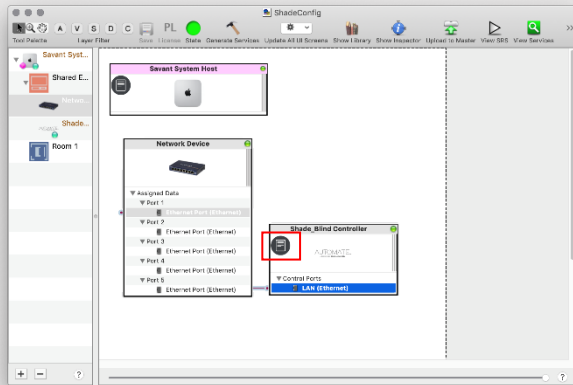 ShadeConfig
A V S D C PL
Tool Palette Layer Filter Save License State Generate Services Update All UI Screens Show Library Show Inspector Upload to Master View SRS View Services
Savant Syst...
Shared E...
Netwo...
Shade...
Room 1
Savant System Host
Network Device
Assigned Data
Port 1
Ethernet Port (Ethernet)
Port 2
Ethernet Port (Ethernet)
Port 3
Ethernet Port (Ethernet)
Port 4
Ethernet Port (Ethernet)
Port 5
Ethernet Port (Ethernet)
Shade_Blind Controller
AUTOMATE
Control Ports
LAN (Ethernet)
+ − ?
?